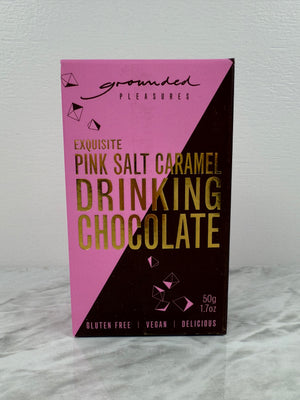 grounded
PLEASURES
EXQUISITE
PINK SALT CARAMEL
DRINKING
CHOCOLATE
50g
1.7oz
GLUTEN FREE | VEGAN | DELICIOUS